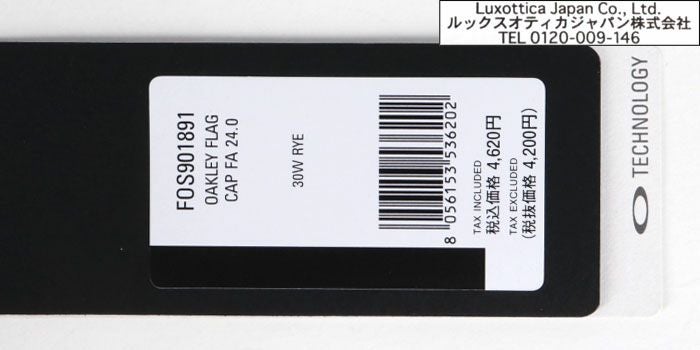 Luxottica Japan Co., Ltd.
ルックスオティカジャパン株式会社
TEL 0120-009-146
FOS901891
OAKLEY FLAG
CAP FA 24.0
30W RYE
8 056153 536202
TAX INCLUDED
税込価格 4,620円
TAX EXCLUDED
(税抜価格 4,200円)
TECHNOLOGY